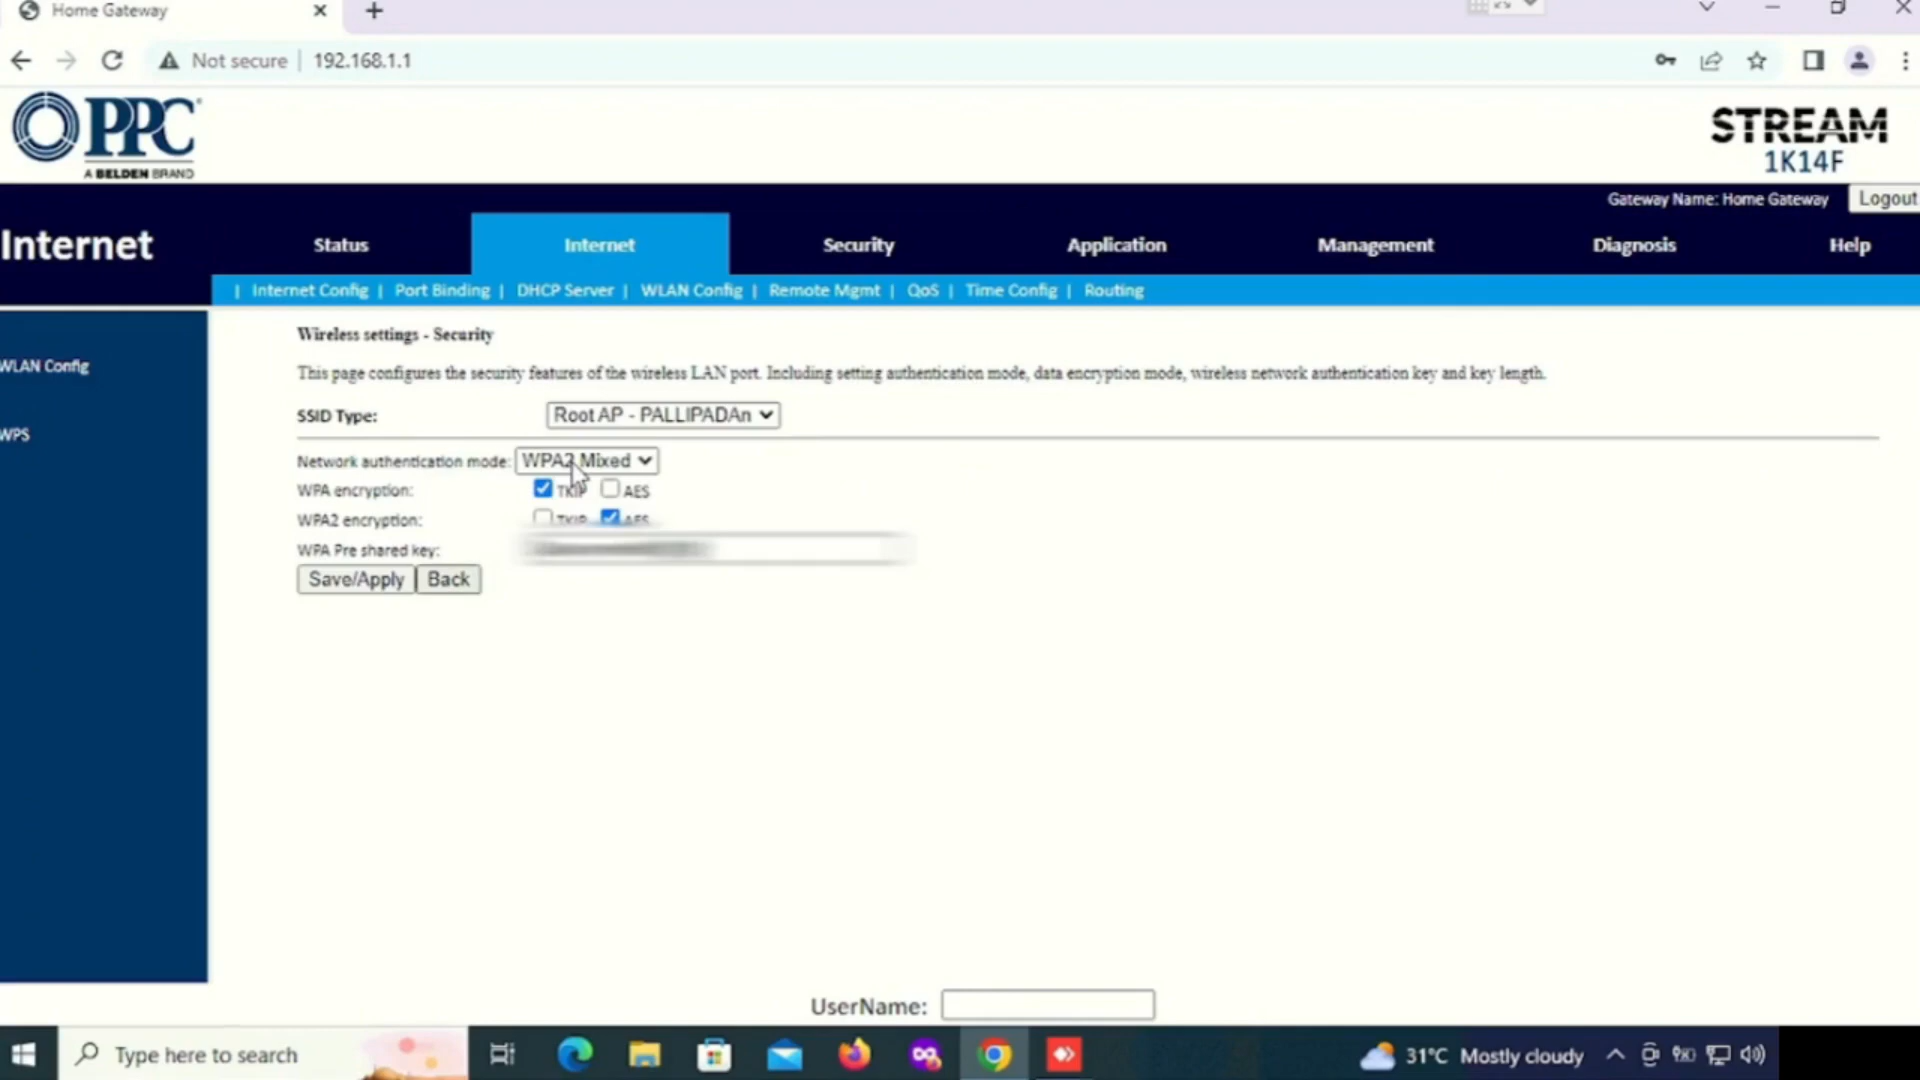 Home Gateway
Not secure | 192.168.1.1
PPC
A BELDEN BRAND
STREAM
1K14F
Gateway Name: Home Gateway Logout
Internet Status Internet Security Application Management Diagnosis Help
| Internet Config | Port Binding | DHCP Server | WLAN Config | Remote Mgmt | QoS | Time Config | Routing
WLAN Config
WPS
Wireless settings - Security
This page configures the security features of the wireless LAN port. Including setting authentication mode, data encryption mode, wireless network authentication key and key length.
SSID Type: Root AP - PALLIPADAn
Network authentication mode: WPA2 Mixed
WPA encryption: TKIP AES
WPA2 encryption: TKIP AES
WPA Pre shared key:
Save/Apply Back
UserName:
Type here to search
31°C Mostly cloudy